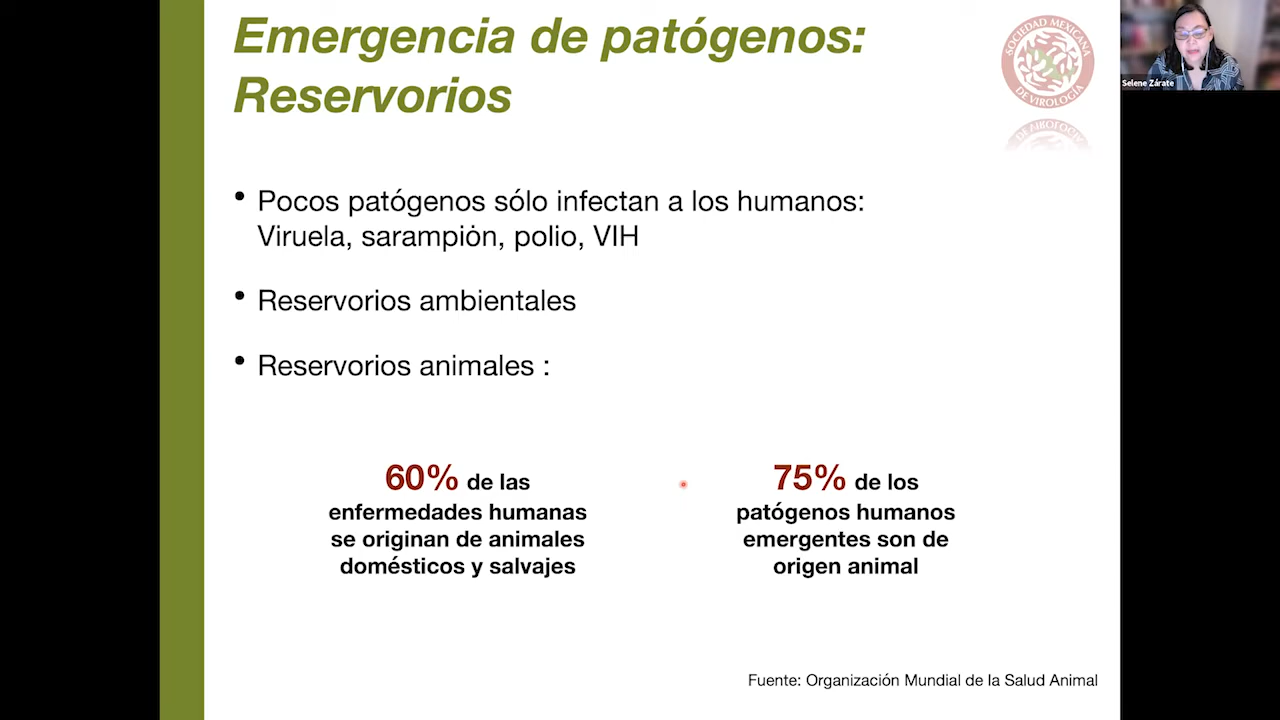 Emergencia de patógenos:
Reservorios
SOCIEDAD MEXICANA
DE VIROLOGÍA
Selene Zárate
• Pocos patógenos sólo infectan a los humanos:
Viruela, sarampiȯn, polio, VIH
• Reservorios ambientales
• Reservorios animales :
60% de las
enfermedades humanas
se originan de animales
domésticos y salvajes
75% de los
patógenos humanos
emergentes son de
origen animal
Fuente: Organización Mundial de la Salud Animal